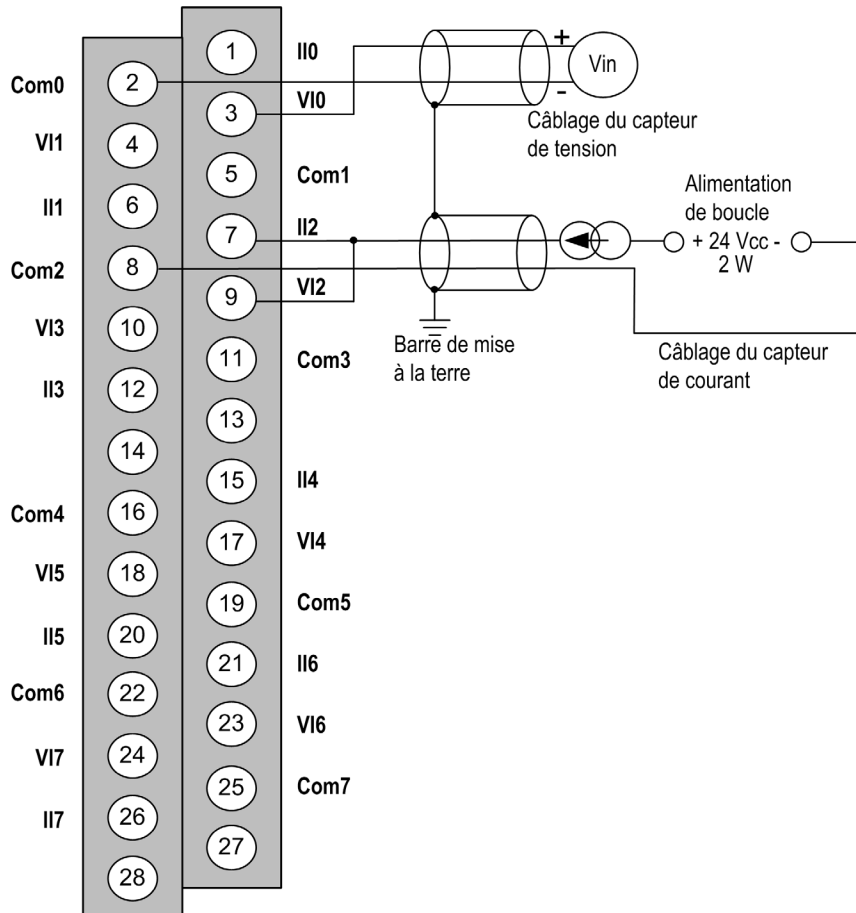 1
II0
+
Vin
Com0
2
-
3
VI0
Câblage du capteur
de tension
VI1
4
5
Com1
Alimentation
de boucle
II1
6
7
II2
+ 24 Vcc -
2 W
Com2
8
9
VI2
VI3
10
Barre de mise
à la terre
11
Com3
Câblage du capteur
de courant
II3
12
13
14
15
II4
Com4
16
17
VI4
VI5
18
19
Com5
II5
20
21
II6
Com6
22
23
VI6
VI7
24
25
Com7
II7
26
27
28